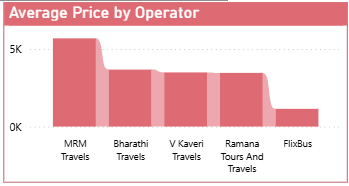 Average Price by Operator
5K
0K
MRM
Travels
Bharathi
Travels
V Kaveri
Travels
Ramana
Tours And
Travels
FlixBus